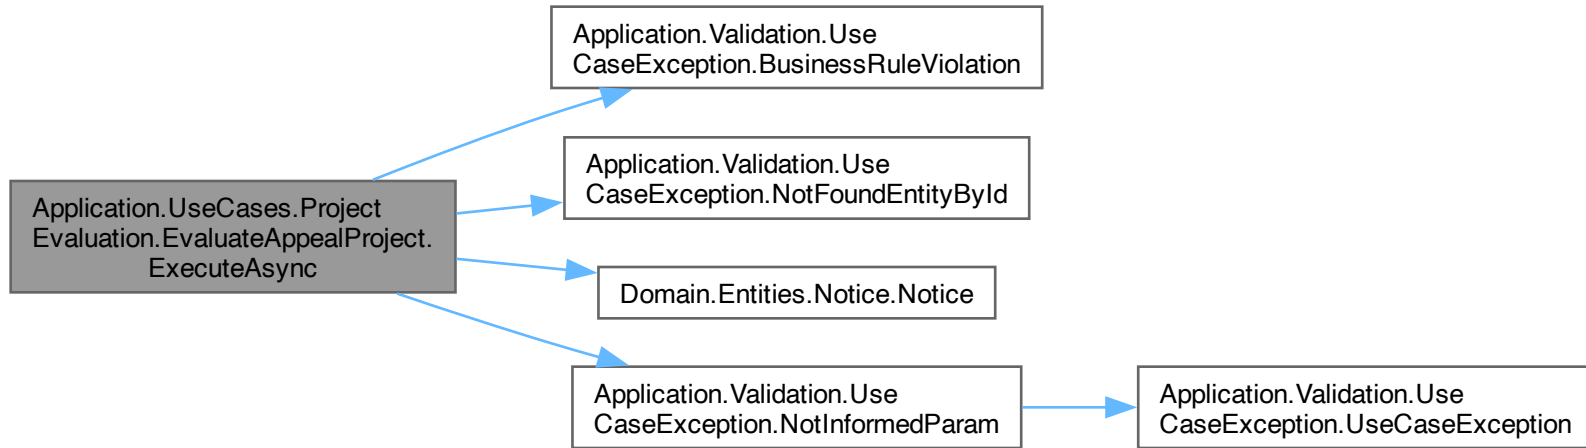 Application.UseCases.Project
Evaluation.EvaluateAppealProject.
ExecuteAsync
Application.Validation.Use
CaseException.BusinessRuleViolation
Application.Validation.Use
CaseException.NotFoundEntityById
Domain.Entities.Notice.Notice
Application.Validation.Use
CaseException.NotInformedParam
Application.Validation.Use
CaseException.UseCaseException